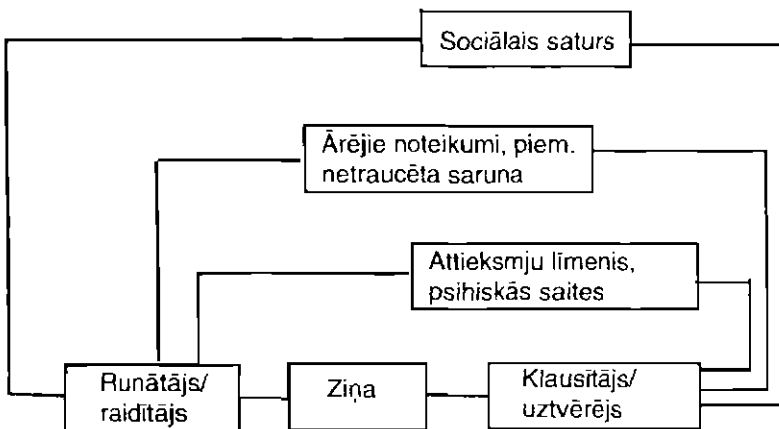 Sociālais saturs
Ārējie noteikumi, piem.
netraucēta saruna
Attieksmju līmenis,
psihiskās saites
Runātājs/
raidītājs
Ziņa
Klausītājs/
uztvērējs